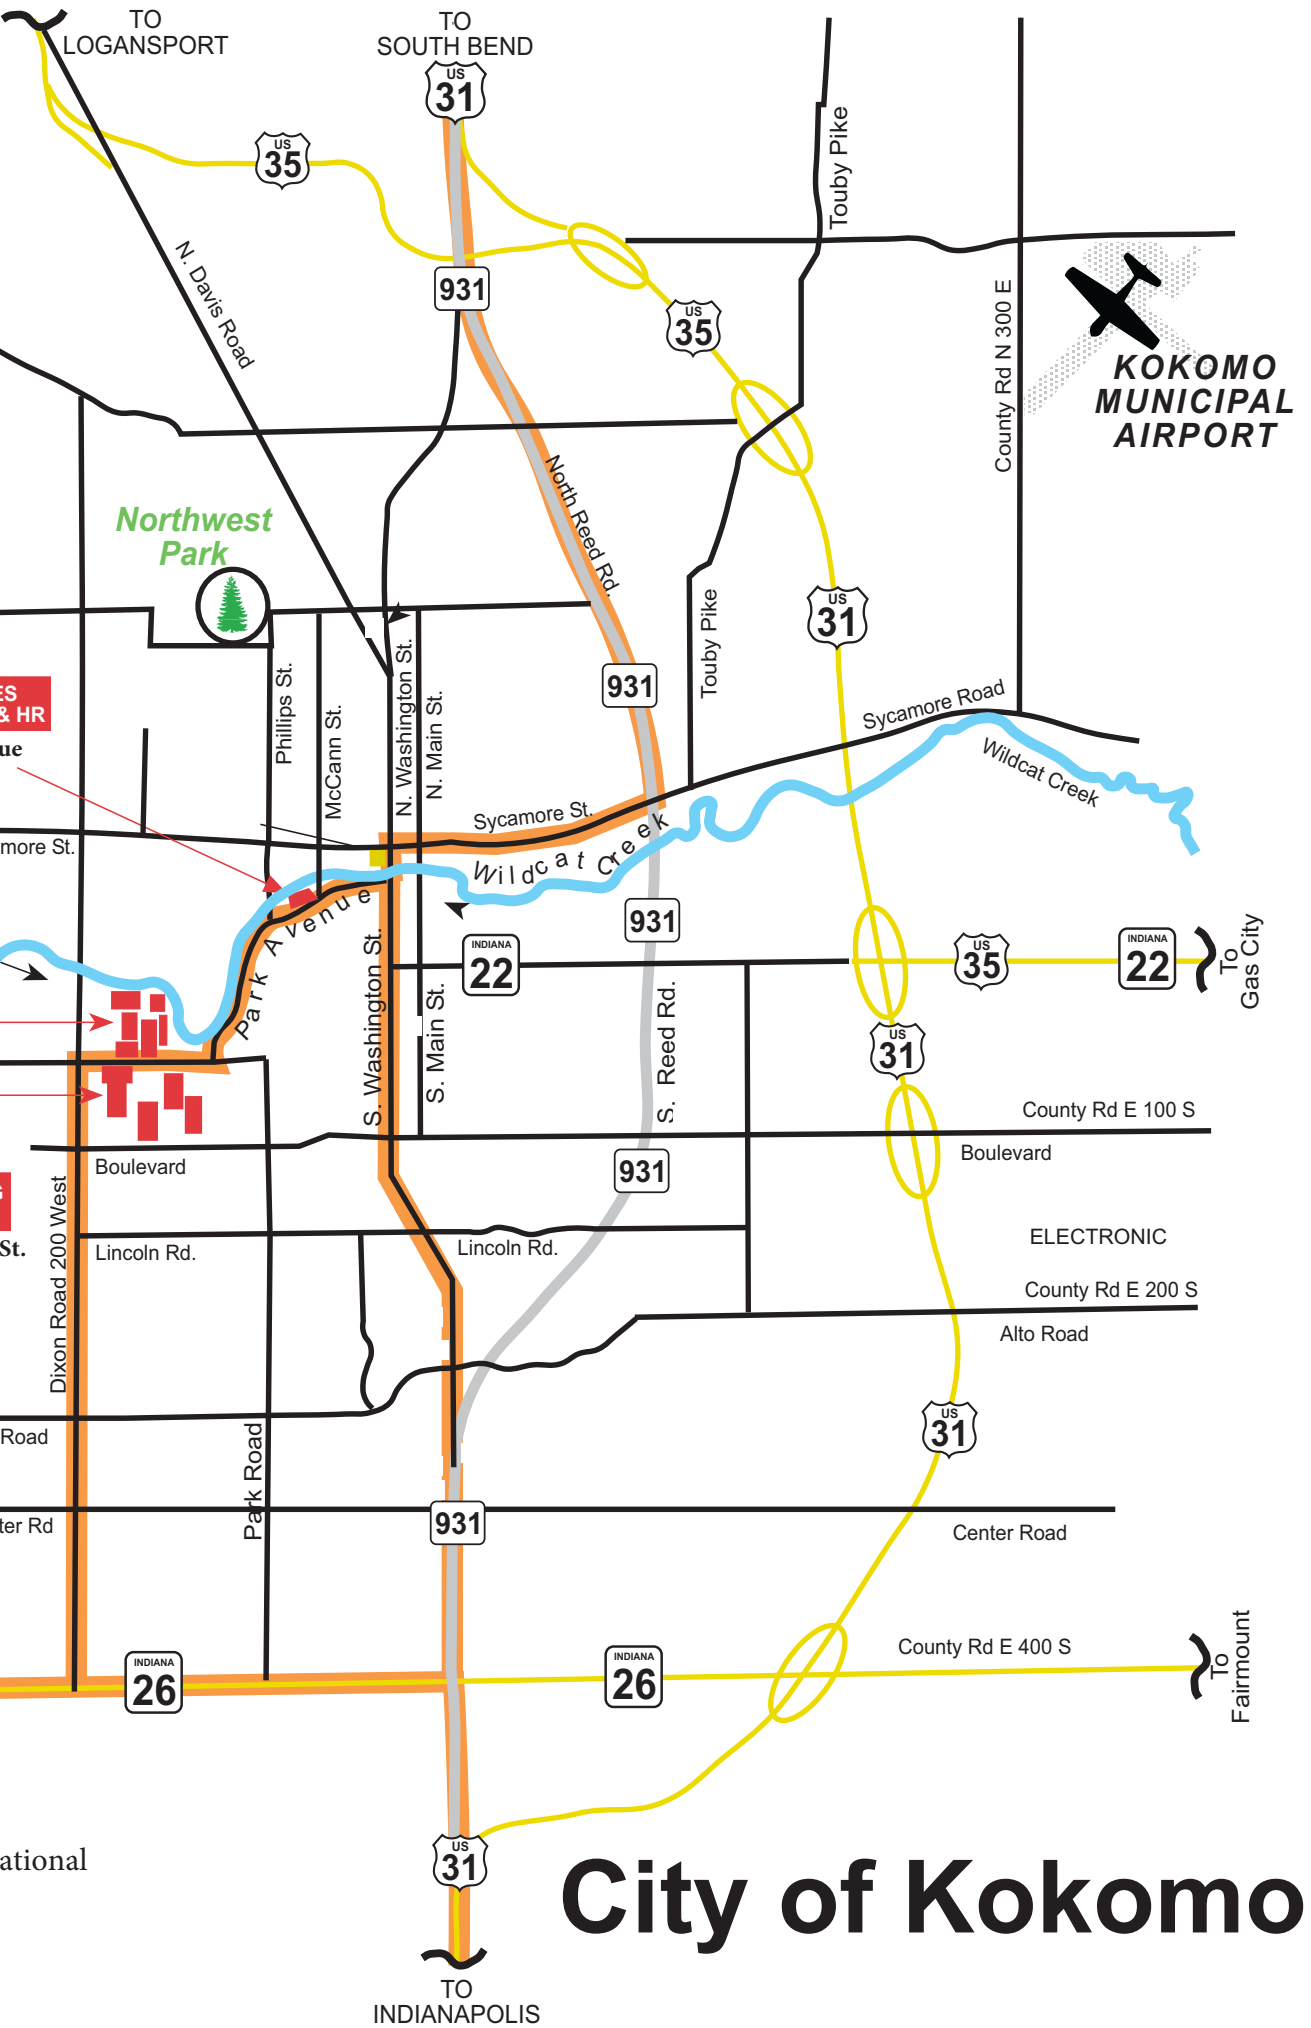 TO
LOGANSPORT
TO
SOUTH BEND
US
31
US
35
Touby Pike
N. Davis Road
931
US
35
County Rd N 300 E
KOKOMO
MUNICIPAL
AIRPORT
North Reed Rd.
Northwest
Park
US
31
Touby Pike
ES
& HR
ue
Phillips St.
McCann St.
N. Washington St.
N. Main St.
931
Sycamore Road
Wildcat Creek
Sycamore St.
more St.
Wildcat Creek
Park Avenue
931
INDIANA
22
US
35
INDIANA
22
To
Gas City
S. Washington St.
S. Main St.
S. Reed Rd.
US
31
County Rd E 100 S
Boulevard
Boulevard
931
Dixon Road 200 West
St.
Lincoln Rd.
Lincoln Rd.
ELECTRONIC
County Rd E 200 S
Alto Road
US
31
Road
Park Road
ter Rd
931
Center Road
INDIANA
26
INDIANA
26
County Rd E 400 S
To
Fairmount
US
31
ational
City of Kokomo
TO
INDIANAPOLIS